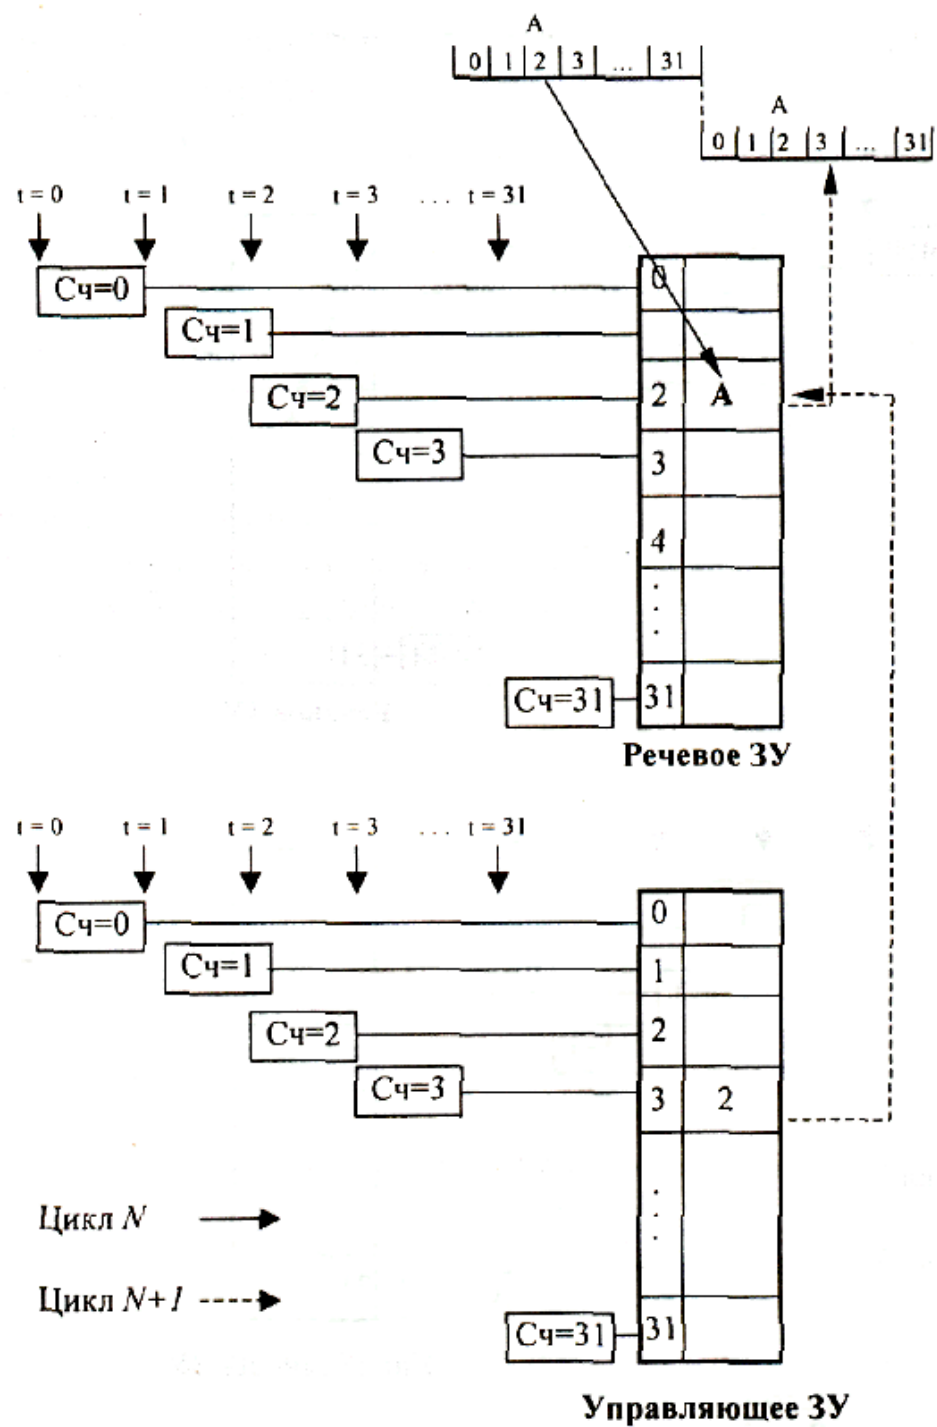 А
0 1 2 3 ... 31
А
0 1 2 3 ... 31
t = 0 t = 1 t = 2 t = 3 ... t = 31
Сч=0 0
Сч=1
Сч=2 2 А
Сч=3 3
4
.
.
.
Сч=31 31
Речевое ЗУ
t = 0 t = 1 t = 2 t = 3 ... t = 31
Сч=0 0
Сч=1 1
Сч=2 2
Сч=3 3 2
.
.
.
Цикл N
Цикл N+1
Сч=31 31
Управляющее ЗУ